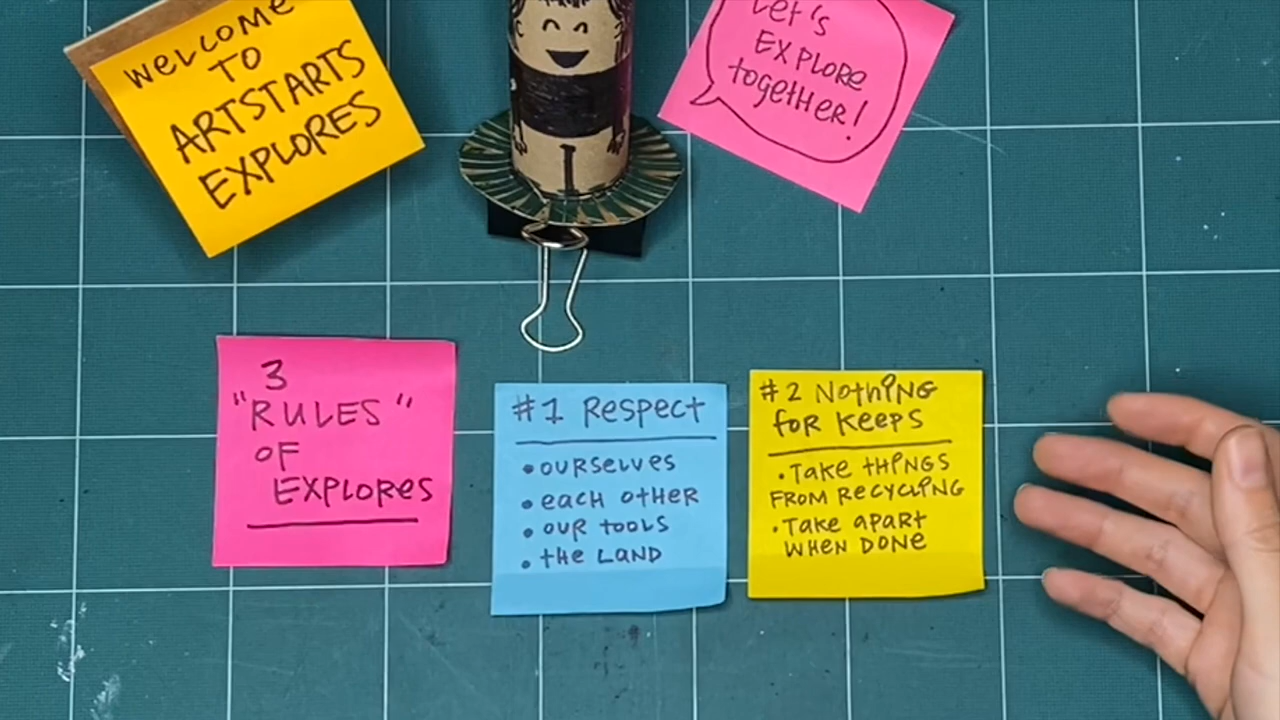 WELCOME
TO
ARTSTARTS
EXPLORES
Let's
EXPLORE
together!
3
"RULES"
OF
EXPLORES
#1 Respect
• ourselves
• each other
• our tools
• the land
#2 Nothing
for keeps
• Take things
from recycling
• Take apart
when done